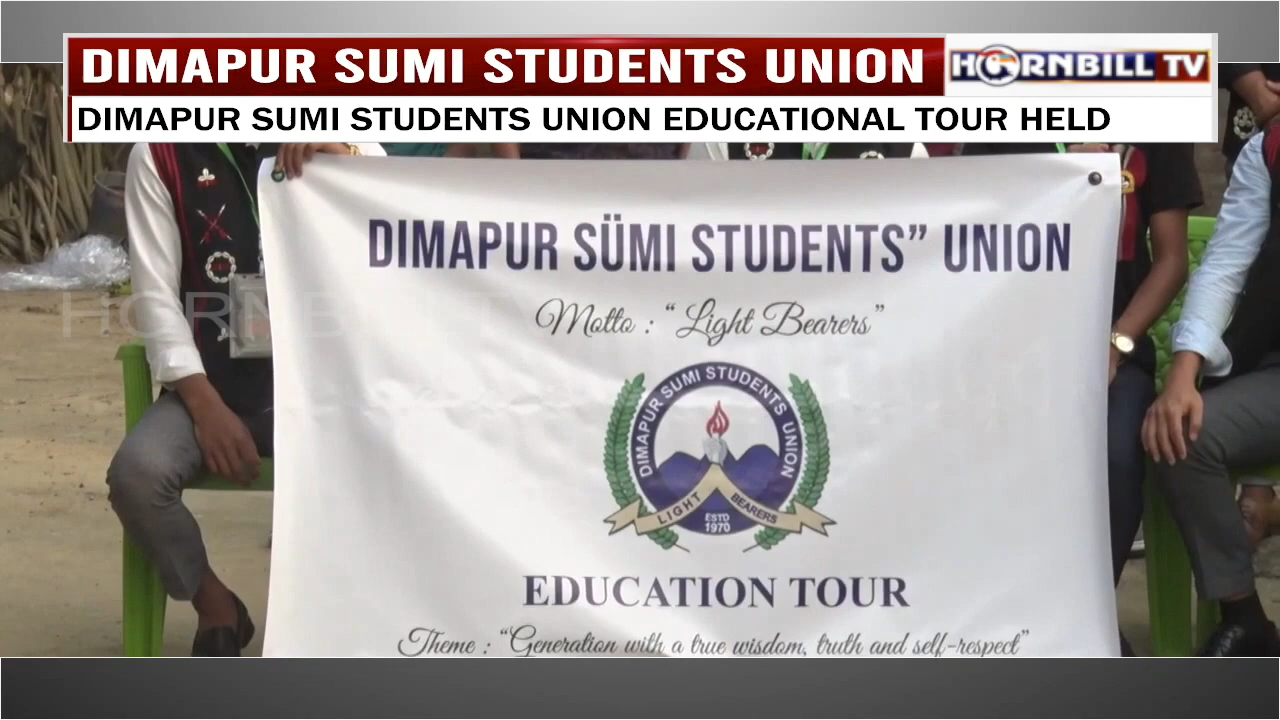 DIMAPUR SUMI STUDENTS UNION
HORNBILL TV
DIMAPUR SUMI STUDENTS UNION EDUCATIONAL TOUR HELD
DIMAPUR SÜMI STUDENTS” UNION
Motto : “Light Bearers”
HORNBILL T
DIMAPUR SUMI STUDENTS UNION
LIGHT BEARERS
ESTD
1970
EDUCATION TOUR
Theme : “Generation with a true wisdom, truth and self-respect”